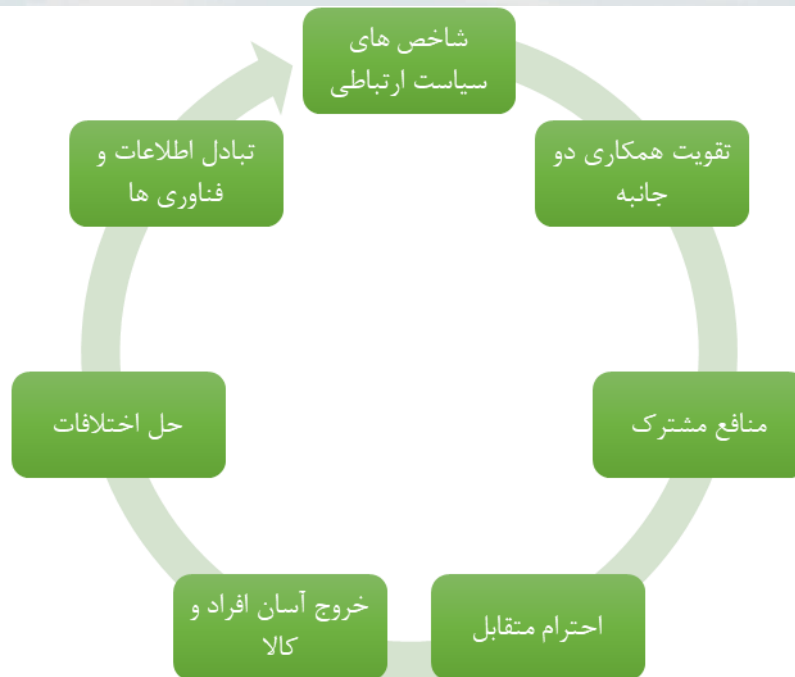 شاخص های
سیاست ارتباطی
تقویت همکاری دو
جانبه
منافع مشترک
احترام متقابل
خروج آسان افراد و
کالا
حل اختلافات
تبادل اطلاعات و
فناوری ها